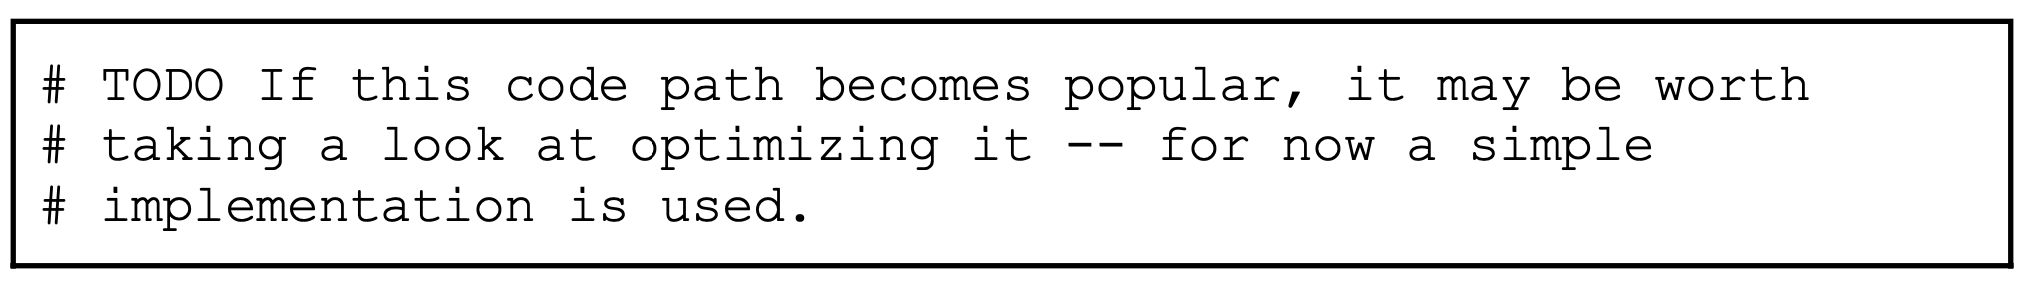 # TODO If this code path becomes popular, it may be worth
# taking a look at optimizing it -- for now a simple
# implementation is used.